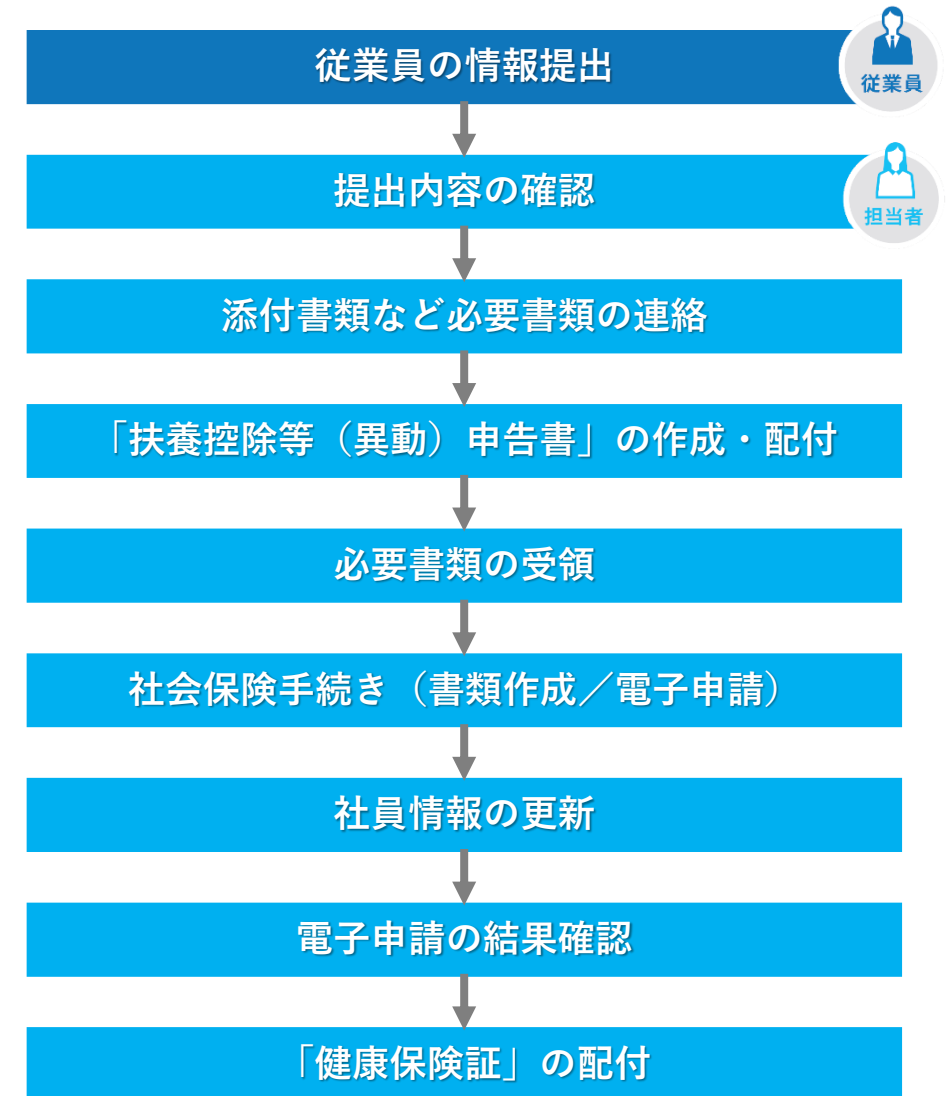 従業員の情報提出
従業員
提出内容の確認
担当者
添付書類など必要書類の連絡
「扶養控除等（異動）申告書」の作成・配付
必要書類の受領
社会保険手続き（書類作成／電子申請）
社員情報の更新
電子申請の結果確認
「健康保険証」の配付